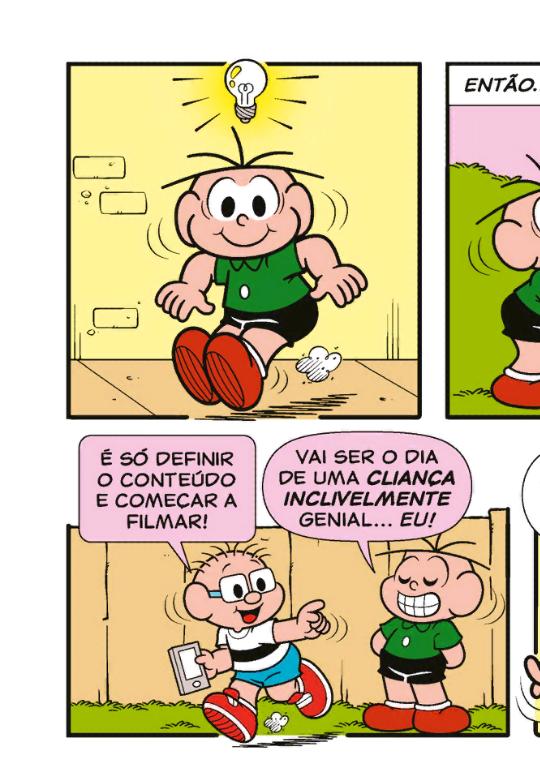 ENTÃO..
É SÓ DEFINIR
O CONTEÚDO
E COMEÇAR A
FILMAR!
VAI SER O DIA
DE UMA CLIANÇA
INCLIVELMENTE
GENIAL... EU!